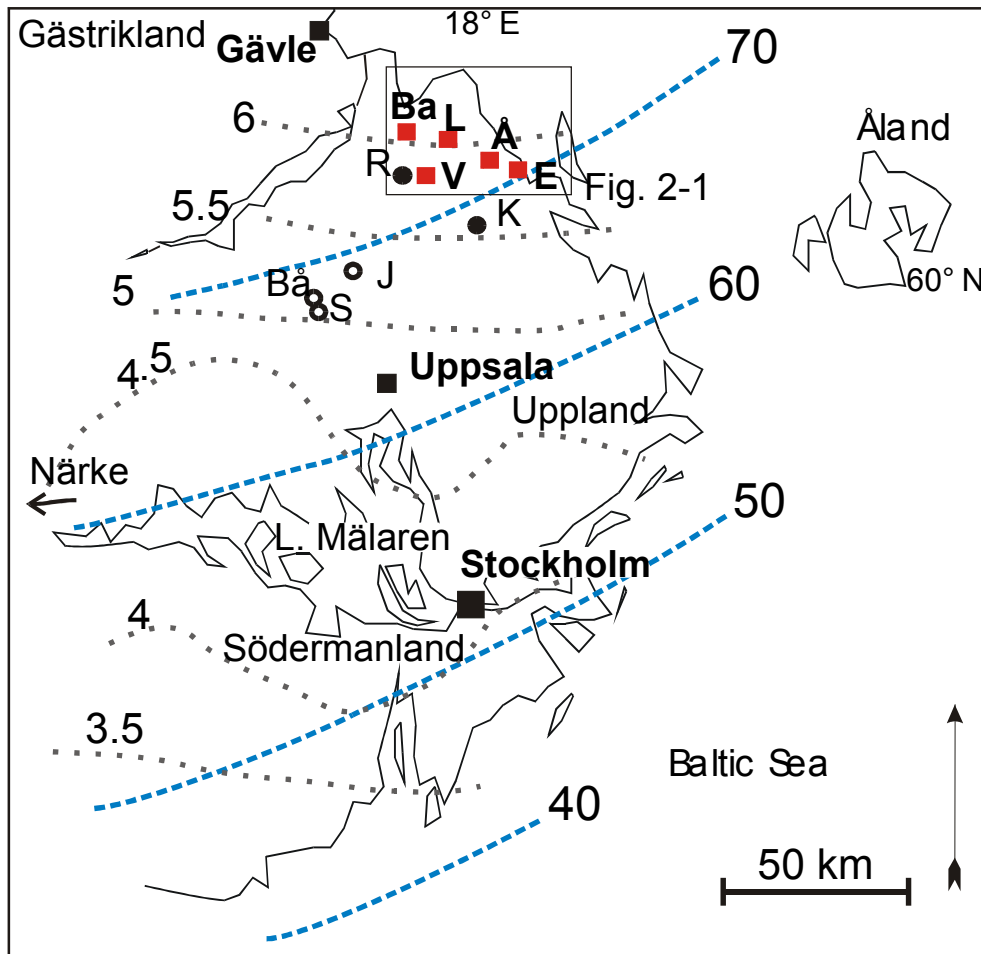 18° E
Gästrikland
Gävle
70
6
Ba
L
Å
Åland
R
V
E
Fig. 2-1
5.5
K
60° N
5
Bå
J
S
60
4.5
Uppsala
Uppland
Närke
50
L. Mälaren
Stockholm
4
Södermanland
3.5
Baltic Sea
40
50 km